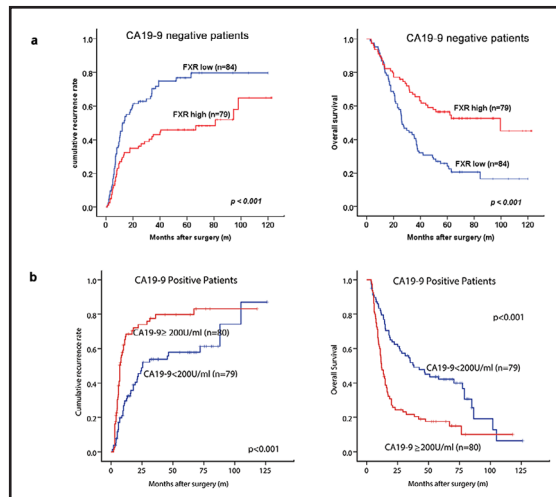 a
CA19-9 negative patients
cumulative recurrence rate
1.0
0.8
0.6
0.4
0.2
0.0
FXR low (n=84)
FXR high (n=79)
p < 0.001
0 20 40 60 80 100 120
Months after surgery (m)
CA19-9 negative patients
Overall survival
1.0
0.8
0.6
0.4
0.2
0.0
FXR high (n=79)
FXR low (n=84)
p < 0.001
0 20 40 60 80 100 120
Months after surgery (m)
b
CA19-9 Positive Patients
Cumulative recurrence rate
1.0
0.8
0.6
0.4
0.2
0.0
CA19-9≥ 200U/ml (n=80)
CA19-9<200U/ml (n=79)
p<0.001
0 25 50 75 100 125
Months after surgery (m)
CA19-9 Positive Patients
Overall Survival
1.0
0.8
0.6
0.4
0.2
0.0
p<0.001
CA19-9<200U/ml (n=79)
CA19-9 ≥200U/ml (n=80)
0 25 50 75 100 125
Months after surgery (m)